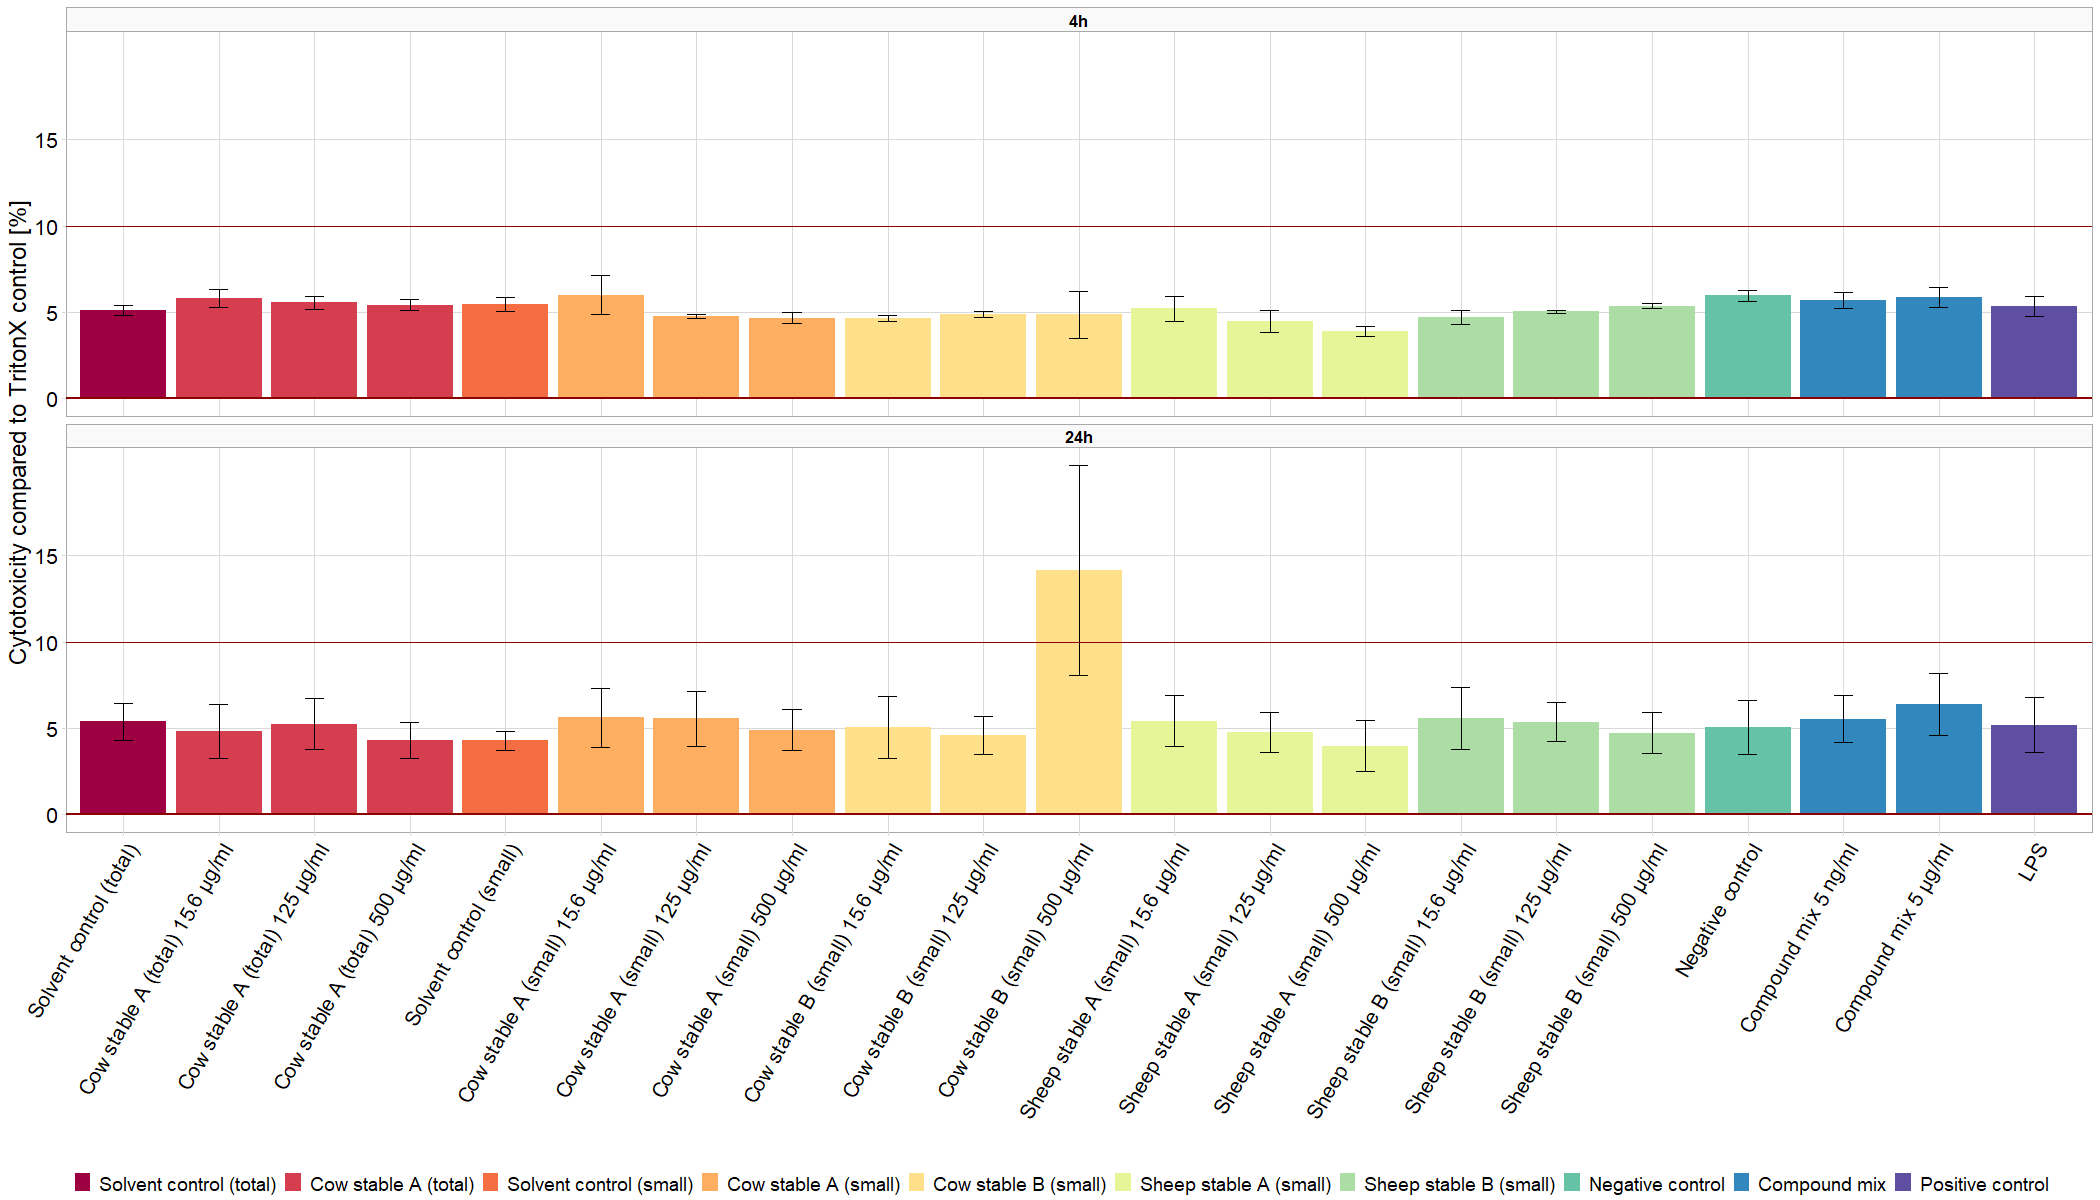 4h
Cytotoxicity compared to TritonX control [%]
15
10
5
0
24h
15
10
5
0
Solvent control (total)
Cow stable A (total) 15.6 µg/ml
Cow stable A (total) 125 µg/ml
Cow stable A (total) 500 µg/ml
Solvent control (small)
Cow stable A (small) 15.6 µg/ml
Cow stable A (small) 125 µg/ml
Cow stable A (small) 500 µg/ml
Cow stable B (small) 15.6 µg/ml
Cow stable B (small) 125 µg/ml
Cow stable B (small) 500 µg/ml
Sheep stable A (small) 15.6 µg/ml
Sheep stable A (small) 125 µg/ml
Sheep stable A (small) 500 µg/ml
Sheep stable B (small) 15.6 µg/ml
Sheep stable B (small) 125 µg/ml
Sheep stable B (small) 500 µg/ml
Negative control
Compound mix 5 ng/ml
Compound mix 5 µg/ml
LPS
Solvent control (total) Cow stable A (total) Solvent control (small) Cow stable A (small) Cow stable B (small) Sheep stable A (small) Sheep stable B (small) Negative control Compound mix Positive control